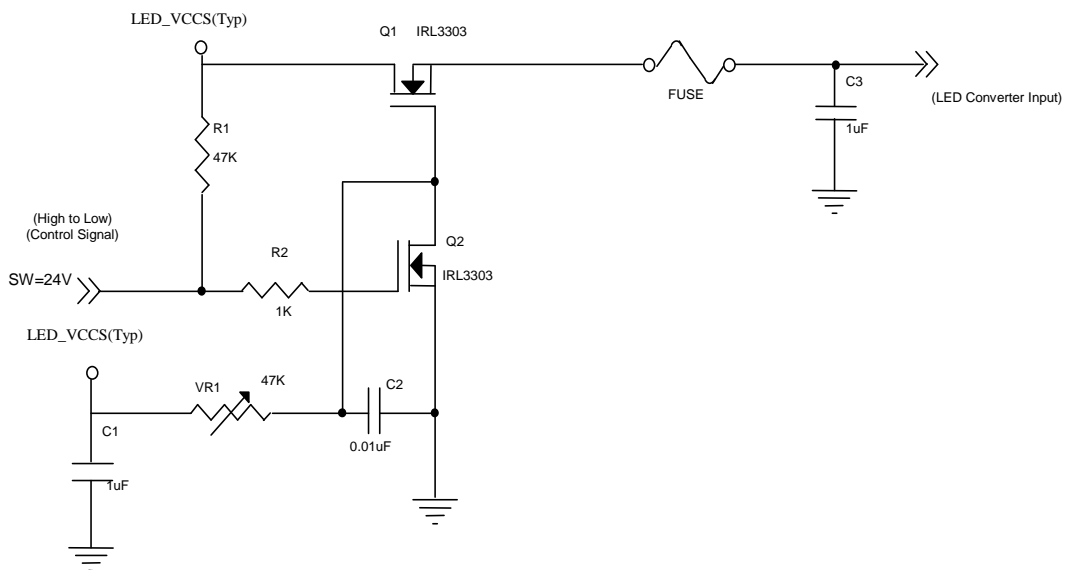 LED_VCCS(Typ)
Q1 IRL3303
FUSE
C3
1uF
(LED Converter Input)
R1
47K
(High to Low)
(Control Signal)
SW=24V
R2
1K
Q2
IRL3303
LED_VCCS(Typ)
VR1 47K
C2
0.01uF
C1
1uF